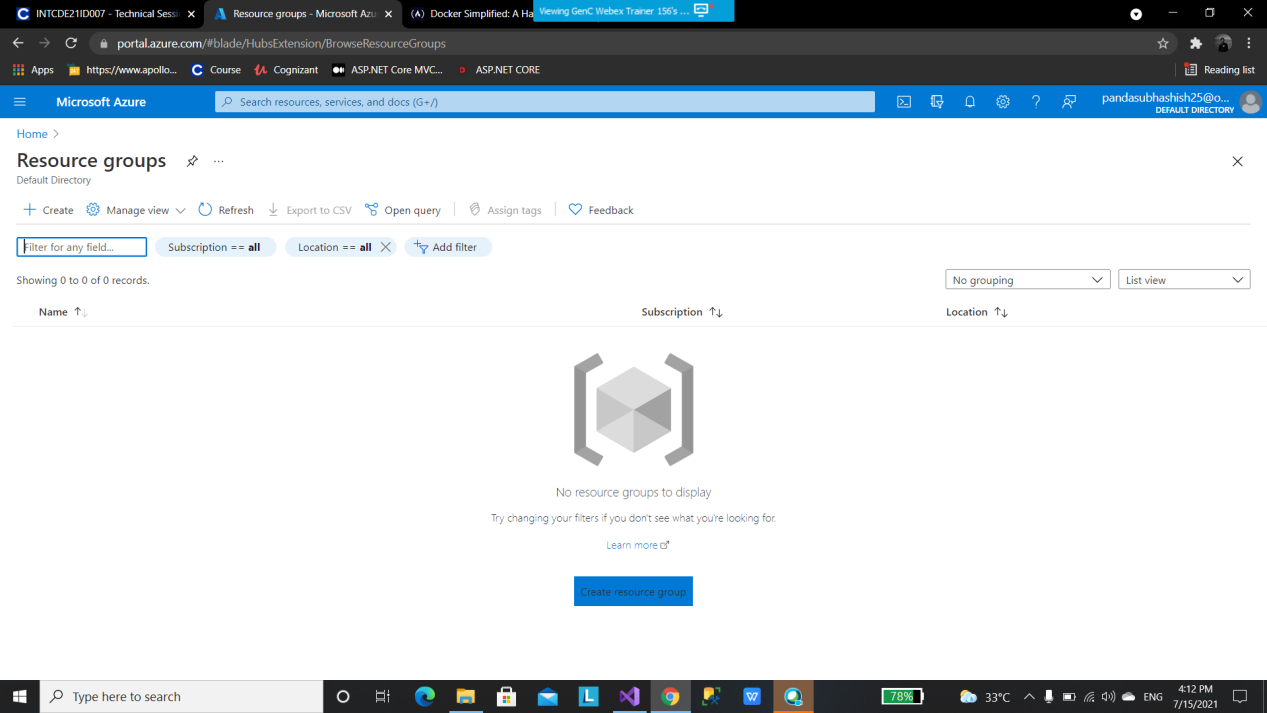 INTCDE21ID007 - Technical Sessi
Resource groups - Microsoft Azu
Docker Simplified: A Ha
Viewing GenC Webex Trainer 156's ...
portal.azure.com/#blade/HubsExtension/BrowseResourceGroups
Apps
https://www.apollo...
Course
Cognizant
ASP.NET Core MVC...
ASP.NET CORE
Reading list
Microsoft Azure
Search resources, services, and docs (G+/)
pandasubhashish25@o...
DEFAULT DIRECTORY
Home
Resource groups
...
Default Directory
Create
Manage view
Refresh
Export to CSV
Open query
Assign tags
Feedback
Filter for any field...
Subscription == all
Location == all
Add filter
Showing 0 to 0 of 0 records.
No grouping
List view
Name
Subscription
Location
No resource groups to display
Try changing your filters if you don't see what you're looking for.
Learn more
Create resource group
Type here to search
78%
33°C
ENG
4:12 PM
7/15/2021